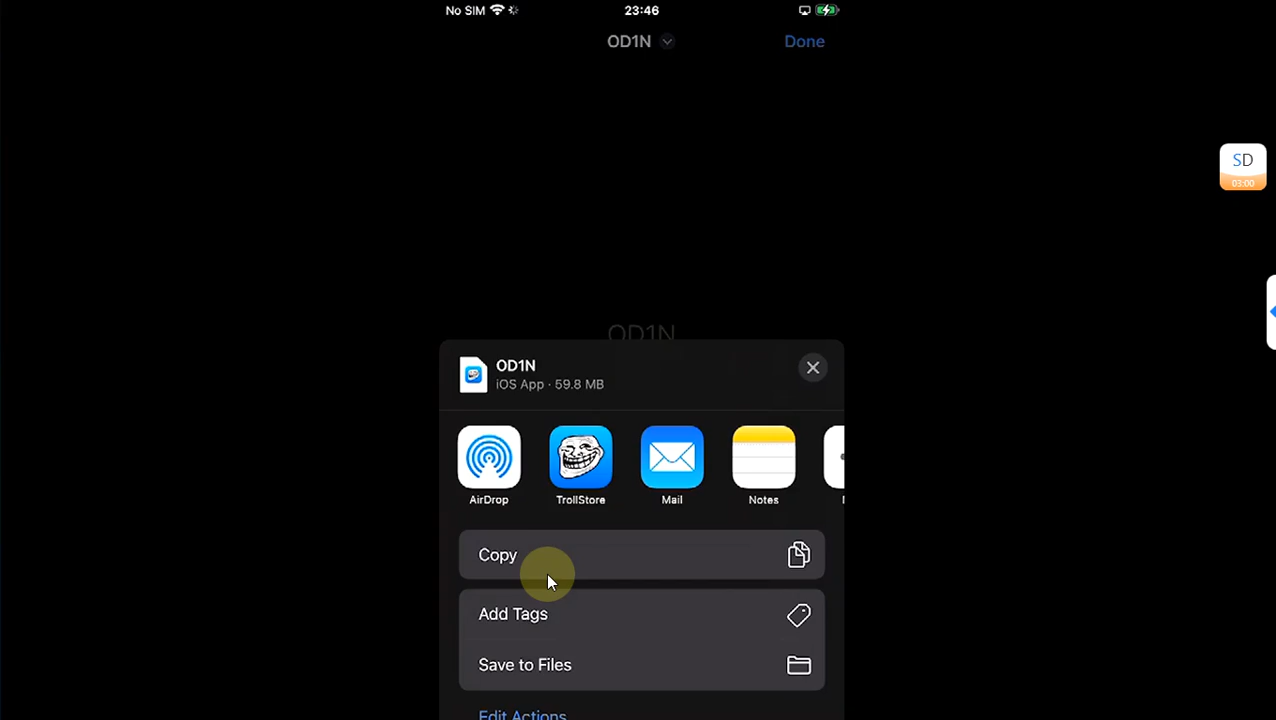 No SIM 23:46
OD1N Done
SD
03:00
OD1N
OD1N
iOS App · 59.8 MB
AirDrop TrollStore Mail Notes
Copy
Add Tags
Save to Files
Edit Actions